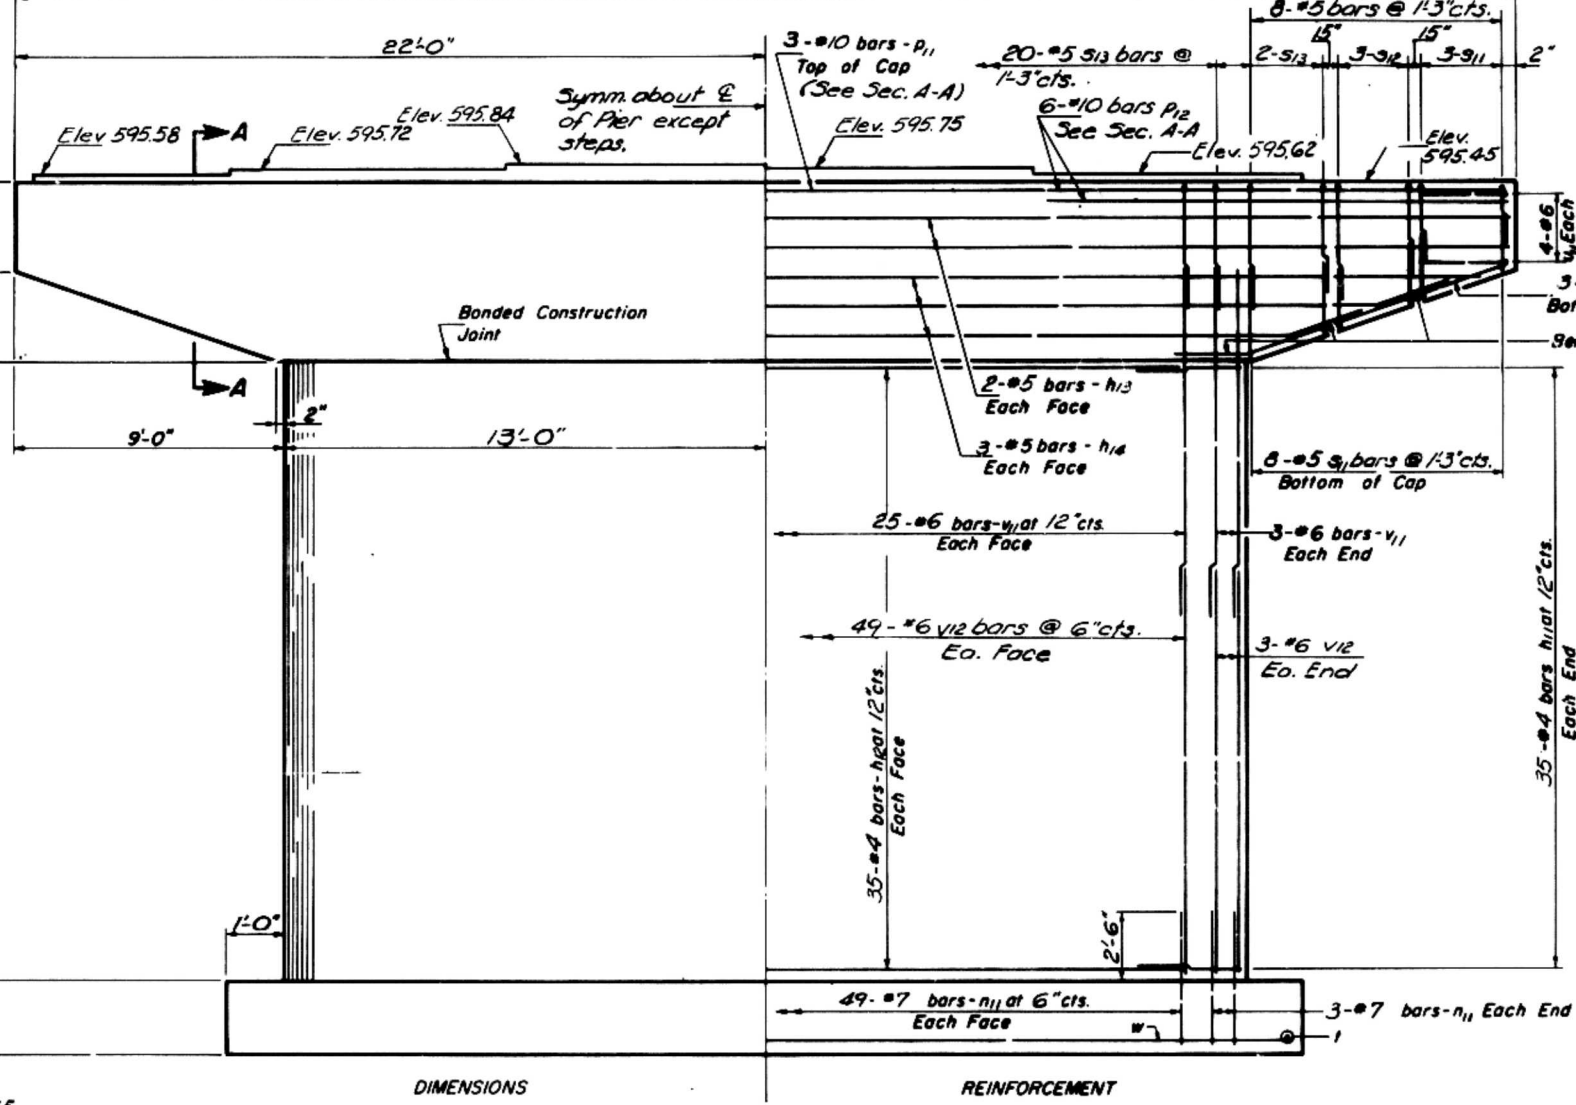 8-#5 bars @ 1'-3"cts.
22'-0"
3-#10 bars-p11
Top of Cap
(See Sec. A-A)
20-#5 s13 bars @
1'-3"cts.
15"
15"
2-s13
3-s12
3-s11
2"
Symm. about ℄
of Pier except
steps.
6-#10 bars p12
See Sec. A-A
Elev. 595.58
A
Elev. 595.72
Elev. 595.84
Elev. 595.75
Elev. 595.62
Elev.
595.45
4-#6
Each
3-
Bonded Construction
Joint
A
2-#5 bars - h13
Each Face
2"
9'-0"
13'-0"
3-#5 bars - h14
Each Face
8-#5 s11 bars @ 1'-3"cts.
Bottom of Cap
25-#6 bars-v11 at 12"cts.
Each Face
3-#6 bars-v11
Each End
49-#6 v12 bars @ 6"cts.
Ea. Face
3-#6 v12
Ea. End
35-#4 bars-h12 at 12"cts.
Each Face
35-#4 bars h11 at 12"cts.
Each End
1'-0"
2'-6"
49-#7 bars-n11 at 6"cts.
Each Face
3-#7 bars-n11 Each End
w
t
DIMENSIONS
REINFORCEMENT